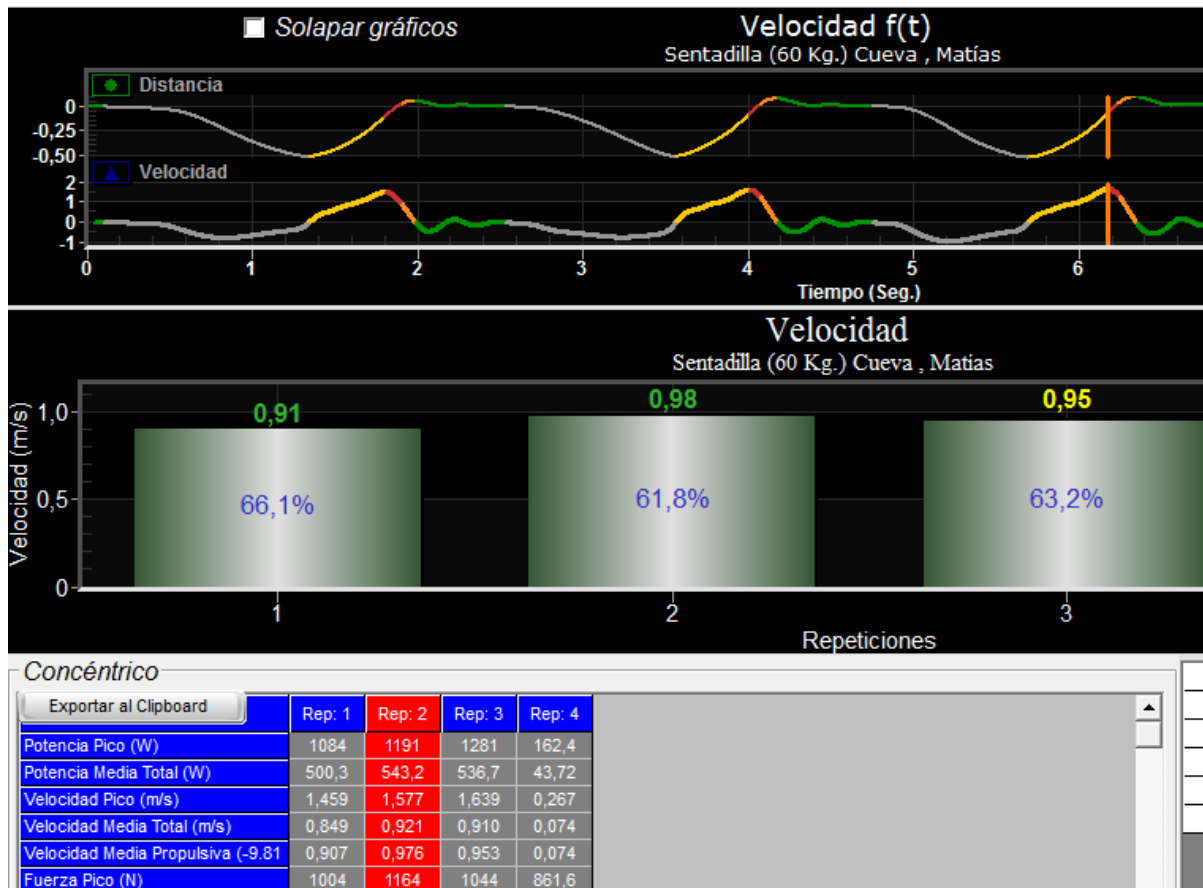 Solapar gráficos
Velocidad f(t)
Sentadilla (60 Kg.) Cueva , Matías
Distancia
0
-0,25
-0,50
Velocidad
2
1
0
-1
0 1 2 3 4 5 6
Tiempo (Seg.)
Velocidad
Sentadilla (60 Kg.) Cueva , Matias
Velocidad (m/s)
1,0
0,5
0
0,91 0,98 0,95
66,1% 61,8% 63,2%
1 2 3
Repeticiones
Concéntrico
Exportar al Clipboard
Rep: 1 Rep: 2 Rep: 3 Rep: 4
Potencia Pico (W) 1084 1191 1281 162,4
Potencia Media Total (W) 500,3 543,2 536,7 43,72
Velocidad Pico (m/s) 1,459 1,577 1,639 0,267
Velocidad Media Total (m/s) 0,849 0,921 0,910 0,074
Velocidad Media Propulsiva (-9.81 0,907 0,976 0,953 0,074
Fuerza Pico (N) 1004 1164 1044 861,6